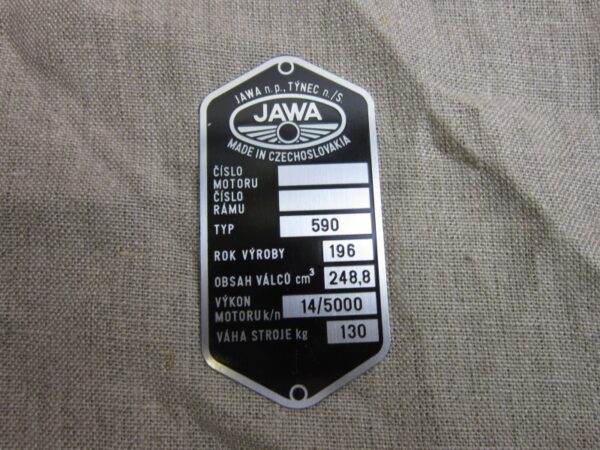 JAWA n.p., TÝNEC n./S.
JAWA
MADE IN CZECHOSLOVAKIA
ČÍSLO
MOTORU
ČÍSLO
RÁMU
TYP 590
ROK VÝROBY 196
OBSAH VÁLCŮ cm³ 248,8
VÝKON
MOTORU k/n 14/5000
VÁHA STROJE kg 130